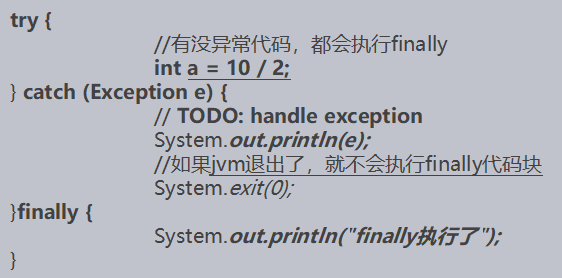 try {
//有没异常代码，都会执行finally
int a = 10 / 2;
} catch (Exception e) {
// TODO: handle exception
System.out.println(e);
//如果jvm退出了，就不会执行finally代码块
System.exit(0);
}finally {
System.out.println("finally执行了");
}